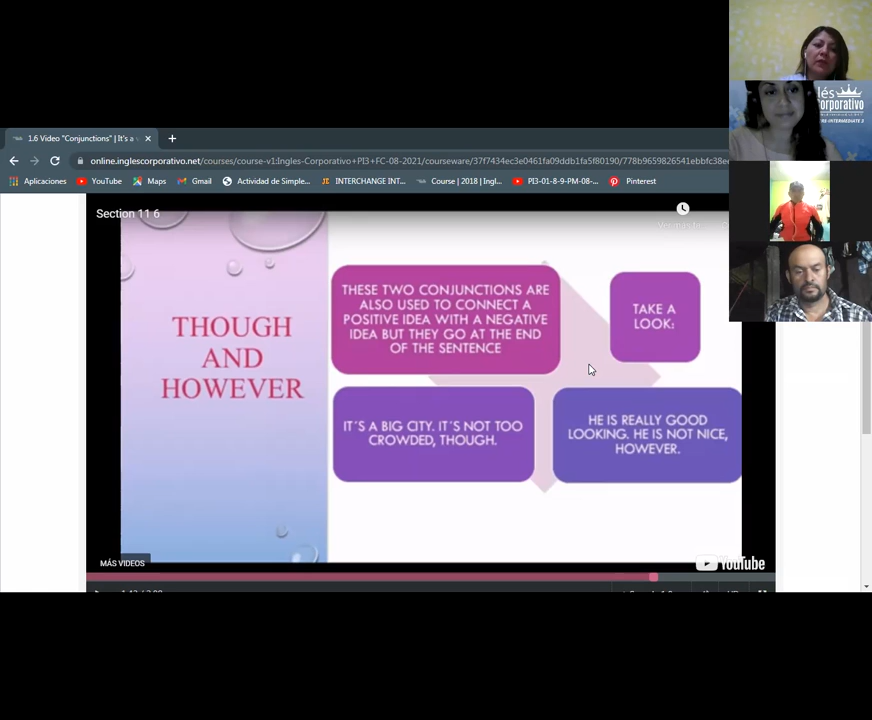 1.6 Video "Conjunctions" | It's a
online.inglescorporativo.net/courses/course-v1:Ingles-Corporativo+PI3+FC-08-2021/courseware/37f7434ec3e0461fa09ddb1fa5f80190/778b9659826541ebbfc38ee
Aplicaciones
YouTube
Maps
Gmail
Actividad de Simple...
INTERCHANGE INT...
Course | 2018 | Ingl...
PI3-01-8-9-PM-08-...
Pinterest
Section 11 6
THOUGH
AND
HOWEVER
THESE TWO CONJUNCTIONS ARE
ALSO USED TO CONNECT A
POSITIVE IDEA WITH A NEGATIVE
IDEA BUT THEY GO AT THE END
OF THE SENTENCE
TAKE A
LOOK:
IT´S A BIG CITY. IT´S NOT TOO
CROWDED, THOUGH.
HE IS REALLY GOOD
LOOKING. HE IS NOT NICE,
HOWEVER.
MÁS VIDEOS
YouTube